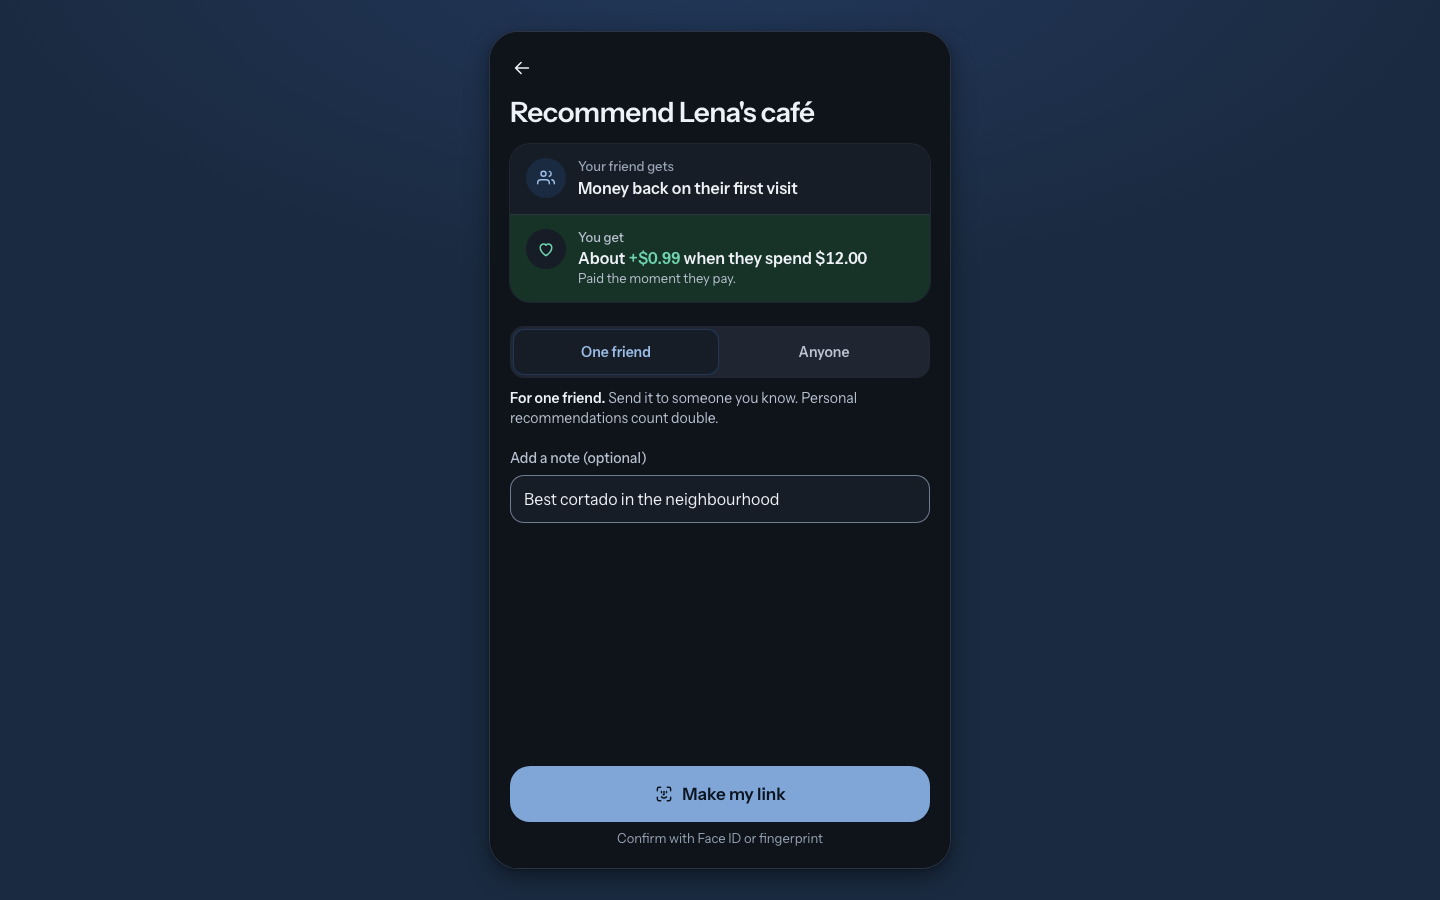 Recommend Lena's café
Your friend gets
Money back on their first visit
You get
About +$0.99 when they spend $12.00
Paid the moment they pay.
One friend
Anyone
For one friend. Send it to someone you know. Personal
recommendations count double.
Add a note (optional)
Best cortado in the neighbourhood
Make my link
Confirm with Face ID or fingerprint